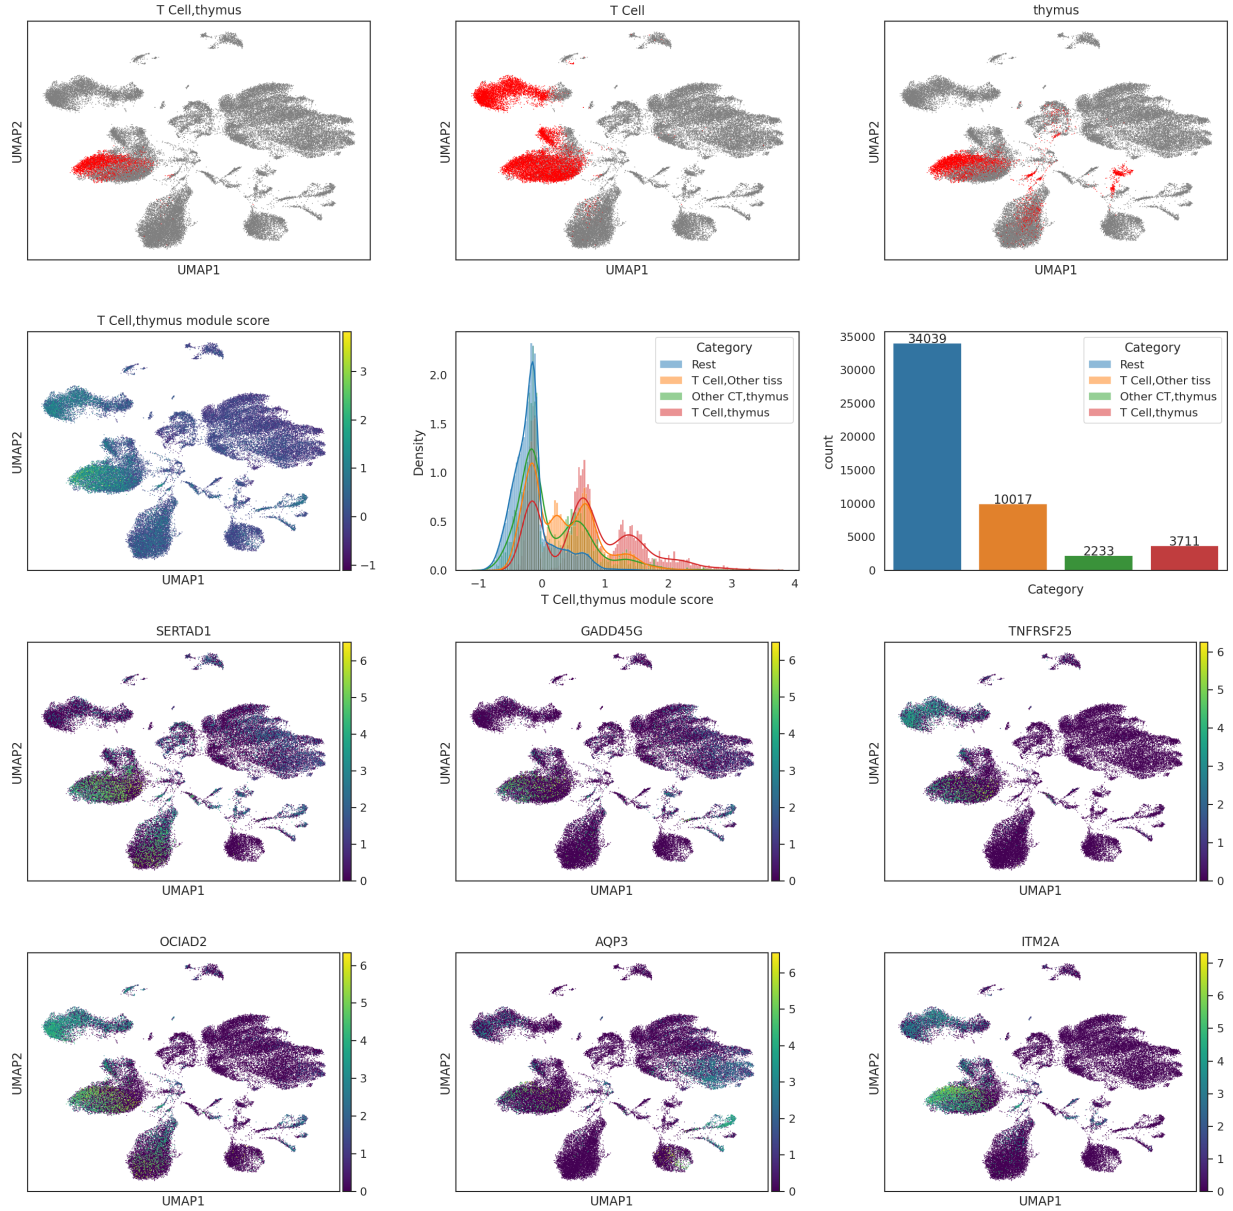 T Cell,thymus
T Cell
thymus
UMAP2
UMAP1
UMAP2
UMAP1
UMAP2
UMAP1
T Cell,thymus module score
UMAP2
UMAP1
3
2
1
0
−1
Density
2.0
1.5
1.0
0.5
0.0
−1 0 1 2 3 4
T Cell,thymus module score
Category
Rest
T Cell,Other tiss
Other CT,thymus
T Cell,thymus
count
35000
30000
25000
20000
15000
10000
5000
0
34039
10017
2233
3711
Category
Category
Rest
T Cell,Other tiss
Other CT,thymus
T Cell,thymus
SERTAD1
UMAP2
UMAP1
6
5
4
3
2
1
0
GADD45G
UMAP2
UMAP1
6
5
4
3
2
1
0
TNFRSF25
UMAP2
UMAP1
6
5
4
3
2
1
0
OCIAD2
UMAP2
UMAP1
6
5
4
3
2
1
0
AQP3
UMAP2
UMAP1
6
5
4
3
2
1
0
ITM2A
UMAP2
UMAP1
7
6
5
4
3
2
1
0